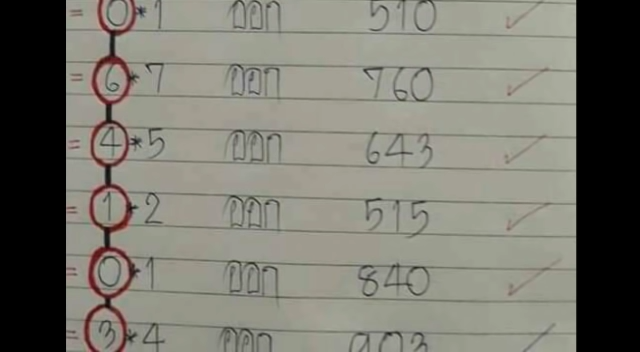 = 0*1 ออก 510 ✓
= 6*7 ออก 760 ✓
= 4*5 ออก 643 ✓
= 1*2 ออก 515 ✓
= 0*1 ออก 840 ✓
= 3*4 ออก 903 ✓